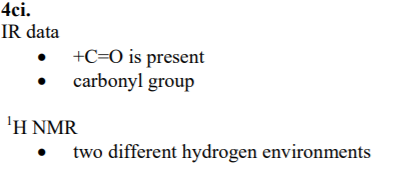 4ci.
IR data
• +C=O is present
• carbonyl group
¹H NMR
• two different hydrogen environments